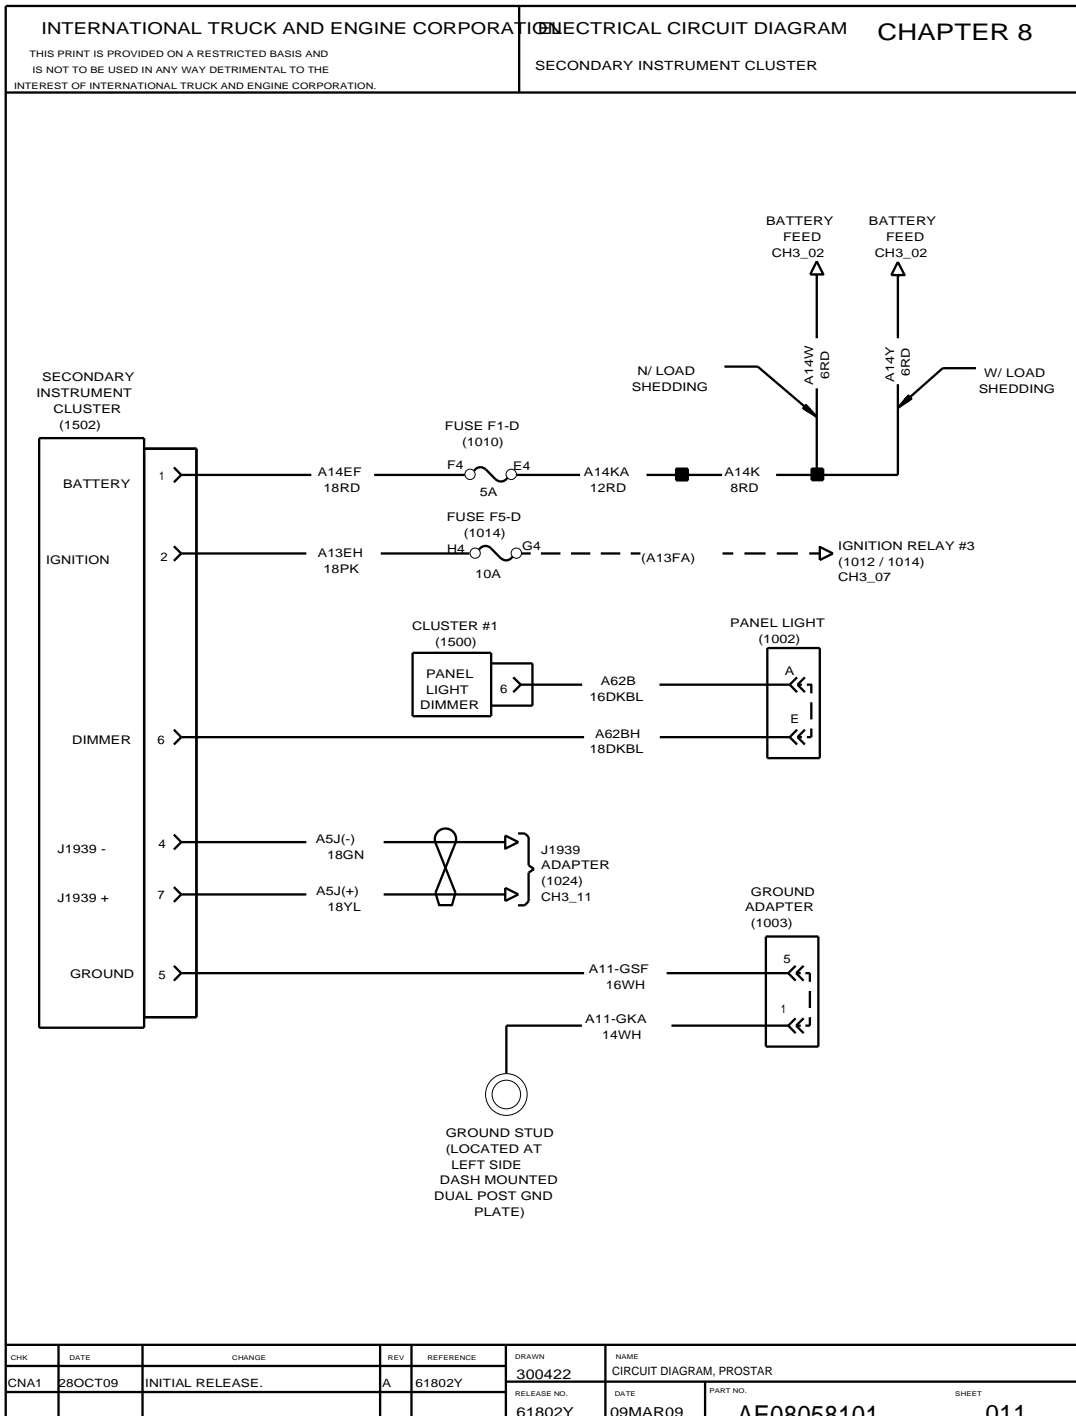 INTERNATIONAL TRUCK AND ENGINE CORPORATION
THIS PRINT IS PROVIDED ON A RESTRICTED BASIS AND
IS NOT TO BE USED IN ANY WAY DETRIMENTAL TO THE
INTEREST OF INTERNATIONAL TRUCK AND ENGINE CORPORATION.
ELECTRICAL CIRCUIT DIAGRAM
CHAPTER 8
SECONDARY INSTRUMENT CLUSTER
BATTERY
FEED
CH3_02
BATTERY
FEED
CH3_02
A14W
6RD
A14Y
6RD
N/ LOAD
SHEDDING
W/ LOAD
SHEDDING
SECONDARY
INSTRUMENT
CLUSTER
(1502)
FUSE F1-D
(1010)
BATTERY
1
A14EF
18RD
F4
E4
5A
A14KA
12RD
A14K
8RD
FUSE F5-D
(1014)
IGNITION
2
A13EH
18PK
H4
G4
10A
(A13FA)
IGNITION RELAY #3
(1012 / 1014)
CH3_07
CLUSTER #1
(1500)
PANEL
LIGHT
DIMMER
6
A62B
16DKBL
PANEL LIGHT
(1002)
A
E
DIMMER
6
A62BH
18DKBL
J1939 -
4
A5J(-)
18GN
J1939 +
7
A5J(+)
18YL
J1939
ADAPTER
(1024)
CH3_11
GROUND
ADAPTER
(1003)
GROUND
5
A11-GSF
16WH
5
1
A11-GKA
14WH
GROUND STUD
(LOCATED AT
LEFT SIDE
DASH MOUNTED
DUAL POST GND
PLATE)
CHK DATE CHANGE REV REFERENCE
CNA1 28OCT09 INITIAL RELEASE. A 61802Y
DRAWN
300422
NAME
CIRCUIT DIAGRAM, PROSTAR
RELEASE NO.
61802Y
DATE
09MAR09
PART NO.
AE08058101
SHEET
011